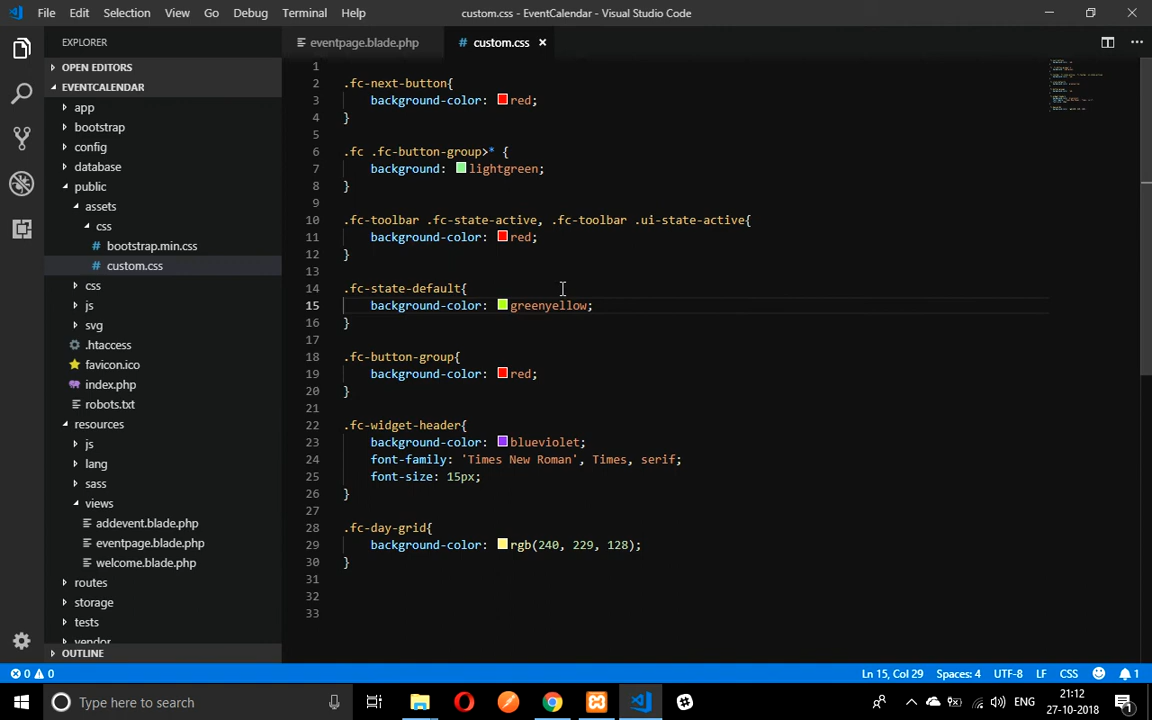 File Edit Selection View Go Debug Terminal Help
custom.css - EventCalendar - Visual Studio Code
EXPLORER
OPEN EDITORS
EVENTCALENDAR
app
bootstrap
config
database
public
assets
css
bootstrap.min.css
custom.css
css
js
svg
.htaccess
favicon.ico
index.php
robots.txt
resources
js
lang
sass
views
addevent.blade.php
eventpage.blade.php
welcome.blade.php
routes
storage
tests
vendor
OUTLINE
eventpage.blade.php custom.css
1
2 .fc-next-button{
3 background-color: red;
4 }
5
6 .fc .fc-button-group>* {
7 background: lightgreen;
8 }
9
10 .fc-toolbar .fc-state-active, .fc-toolbar .ui-state-active{
11 background-color: red;
12 }
13
14 .fc-state-default{
15 background-color: greenyellow;
16 }
17
18 .fc-button-group{
19 background-color: red;
20 }
21
22 .fc-widget-header{
23 background-color: blueviolet;
24 font-family: 'Times New Roman', Times, serif;
25 font-size: 15px;
26 }
27
28 .fc-day-grid{
29 background-color: rgb(240, 229, 128);
30 }
31
32
33
0 0 Ln 15, Col 29 Spaces: 4 UTF-8 LF CSS 1
Type here to search
ENG
21:12
27-10-2018
1